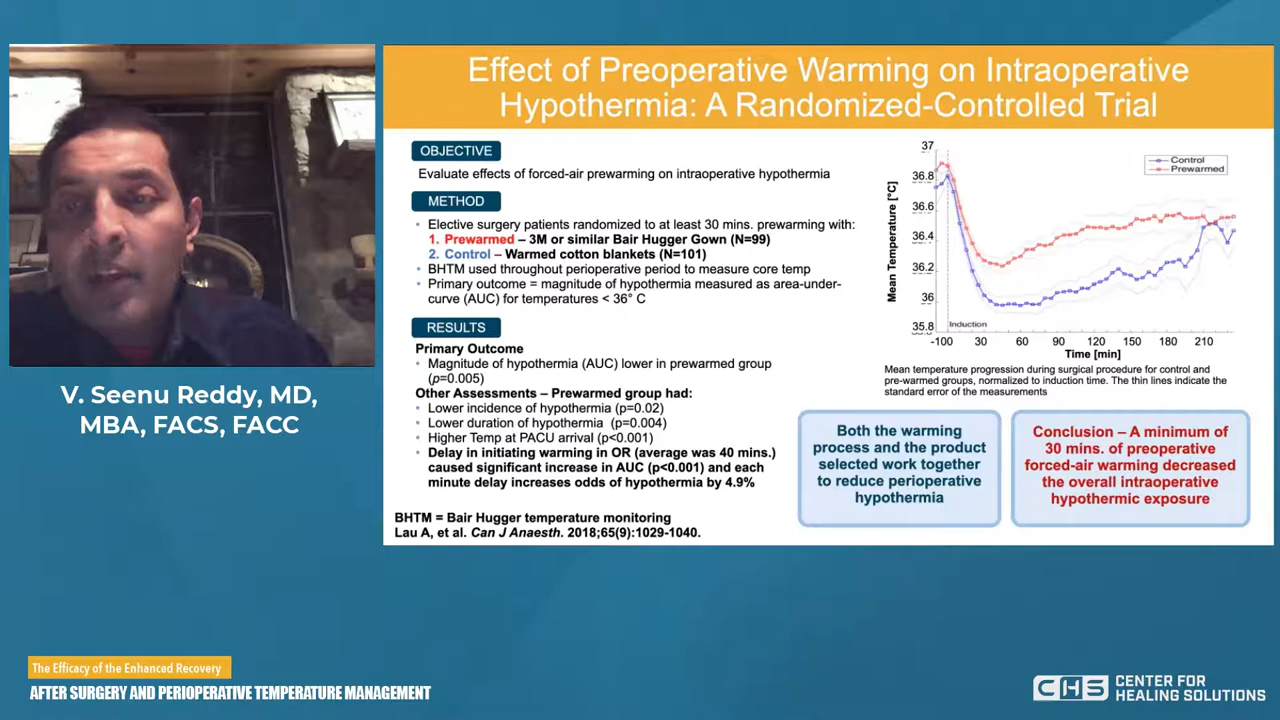 Effect of Preoperative Warming on Intraoperative
Hypothermia: A Randomized-Controlled Trial
OBJECTIVE
Evaluate effects of forced-air prewarming on intraoperative hypothermia
METHOD
• Elective surgery patients randomized to at least 30 mins. prewarming with:
1. Prewarmed – 3M or similar Bair Hugger Gown (N=99)
2. Control – Warmed cotton blankets (N=101)
• BHTM used throughout perioperative period to measure core temp
• Primary outcome = magnitude of hypothermia measured as area-under-
curve (AUC) for temperatures < 36° C
RESULTS
Primary Outcome
• Magnitude of hypothermia (AUC) lower in prewarmed group
(p=0.005)
Other Assessments – Prewarmed group had:
• Lower incidence of hypothermia (p=0.02)
• Lower duration of hypothermia (p=0.004)
• Higher Temp at PACU arrival (p<0.001)
• Delay in initiating warming in OR (average was 40 mins.)
caused significant increase in AUC (p<0.001) and each
minute delay increases odds of hypothermia by 4.9%
BHTM = Bair Hugger temperature monitoring
Lau A, et al. Can J Anaesth. 2018;65(9):1029-1040.
Control
Prewarmed
Mean Temperature [°C]
37
36.8
36.6
36.4
36.2
36
35.8
Induction
-100 30 60 90 120 150 180 210
Time [min]
Mean temperature progression during surgical procedure for control and
pre-warmed groups, normalized to induction time. The thin lines indicate the
standard error of the measurements
Both the warming
process and the product
selected work together
to reduce perioperative
hypothermia
Conclusion – A minimum of
30 mins. of preoperative
forced-air warming decreased
the overall intraoperative
hypothermic exposure
V. Seenu Reddy, MD,
MBA, FACS, FACC
The Efficacy of the Enhanced Recovery
AFTER SURGERY AND PERIOPERATIVE TEMPERATURE MANAGEMENT
CHS
CENTER FOR
HEALING SOLUTIONS